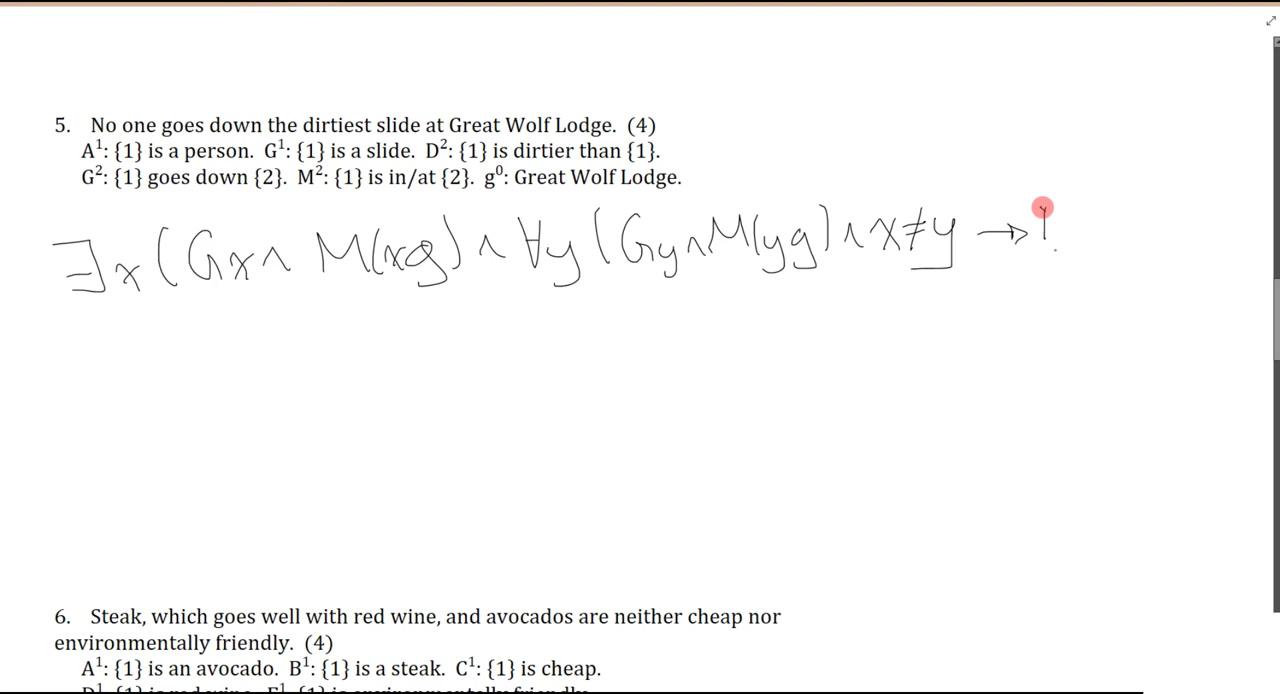 5. No one goes down the dirtiest slide at Great Wolf Lodge. (4)
A¹: {1} is a person. G¹: {1} is a slide. D²: {1} is dirtier than {1}.
G²: {1} goes down {2}. M²: {1} is in/at {2}. g⁰: Great Wolf Lodge.
∃x (Gx ∧ M(xg) ∧ ∀y (Gy ∧ M(yg) ∧ x≠y →
6. Steak, which goes well with red wine, and avocados are neither cheap nor
environmentally friendly. (4)
A¹: {1} is an avocado. B¹: {1} is a steak. C¹: {1} is cheap.